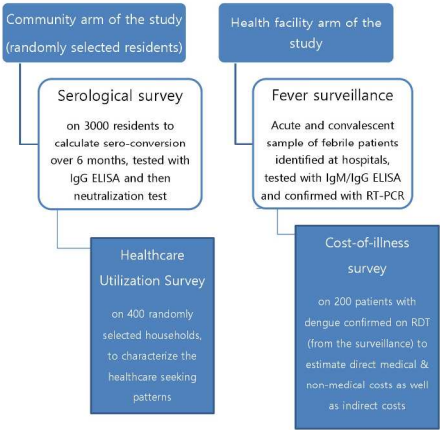 Community arm of the study
(randomly selected residents)
Serological survey
on 3000 residents to
calculate sero-conversion
over 6 months, tested with
IgG ELISA and then
neutralization test
Healthcare
Utilization Survey
on 400 randomly
selected households,
to characterize the
healthcare seeking
patterns
Health facility arm of the
study
Fever surveillance
Acute and convalescent
sample of febrile patients
identified at hospitals,
tested with IgM/IgG ELISA
and confirmed with RT-PCR
Cost-of-illness
survey
on 200 patients with
dengue confirmed on RDT
(from the surveillance) to
estimate direct medical &
non-medical costs as well
as indirect costs